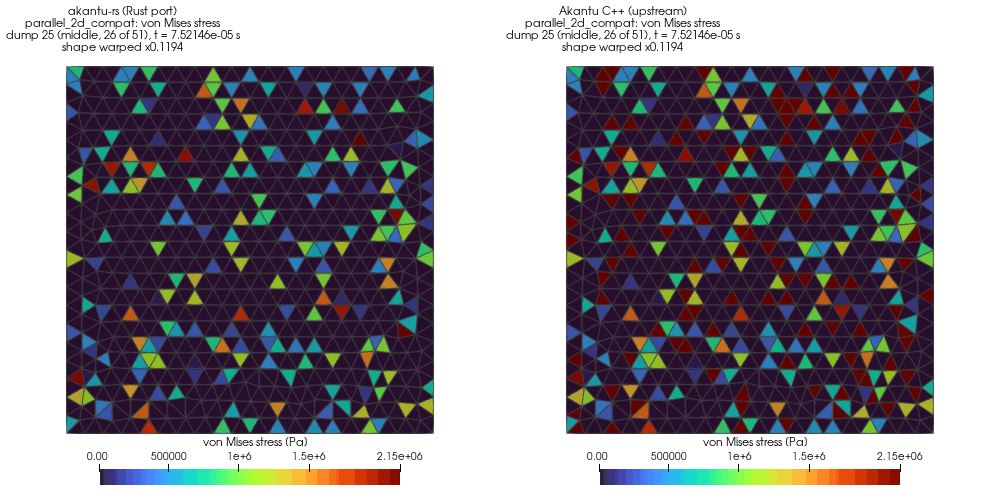 akantu-rs (Rust port)
parallel_2d_compat: von Mises stress
dump 25 (middle, 26 of 51), t = 7.52146e-05 s
shape warped x0.1194
von Mises stress (Pa)
0.00 500000 1e+6 1.5e+6 2.15e+06
Akantu C++ (upstream)
parallel_2d_compat: von Mises stress
dump 25 (middle, 26 of 51), t = 7.52146e-05 s
shape warped x0.1194
von Mises stress (Pa)
0.00 500000 1e+6 1.5e+6 2.15e+06